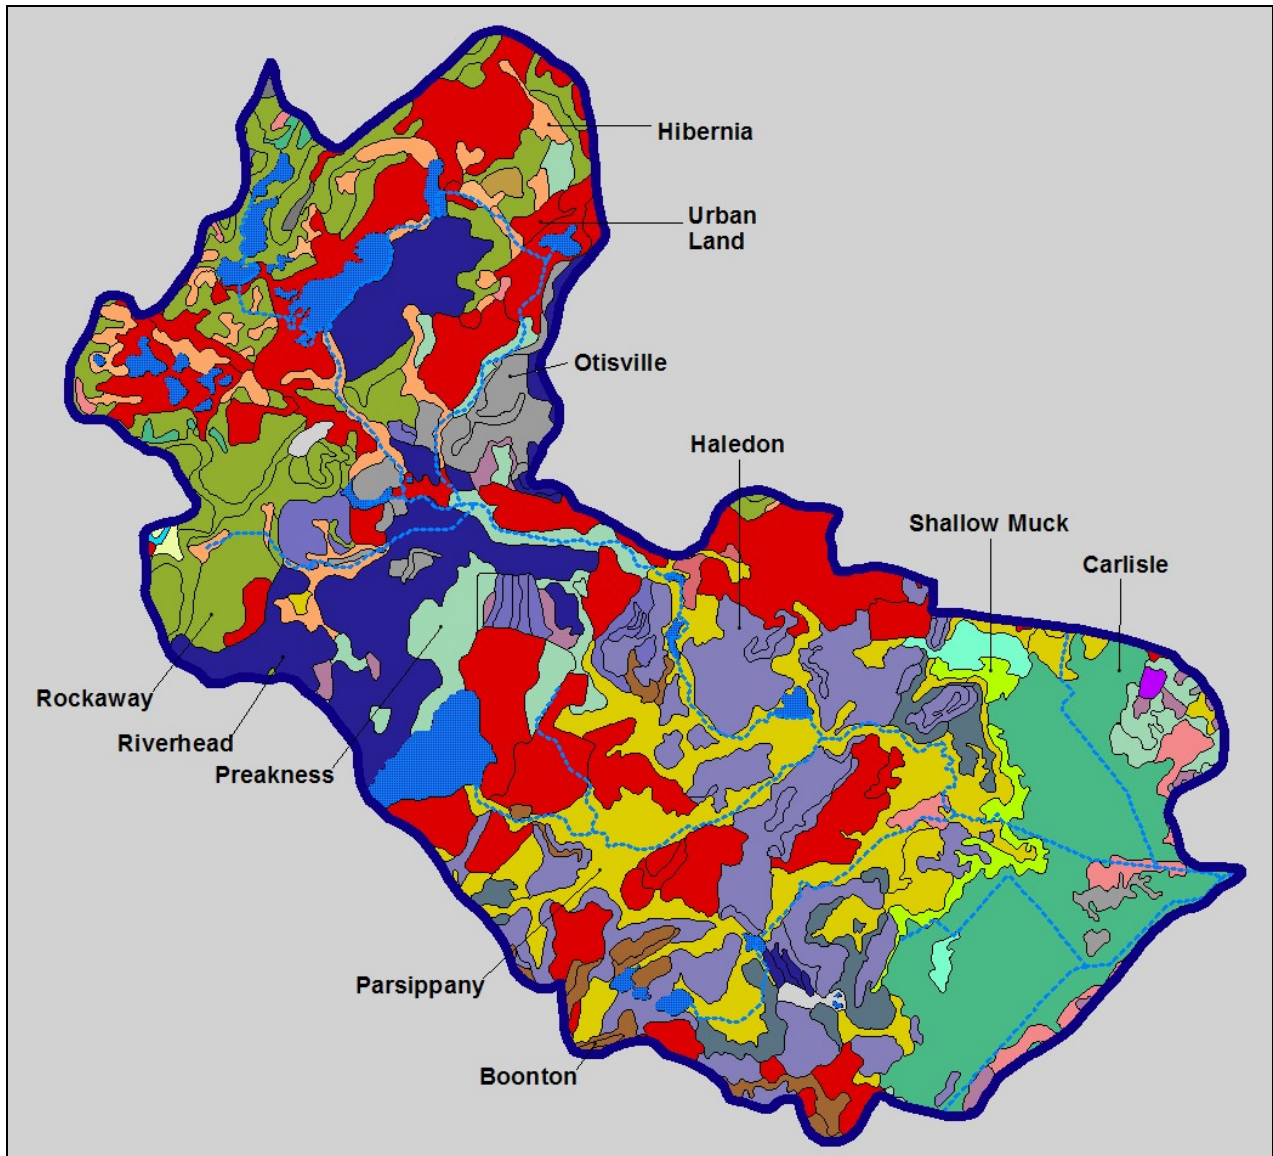 Hibernia
Urban
Land
Otisville
Haledon
Shallow Muck
Carlisle
Rockaway
Riverhead
Preakness
Parsippany
Boonton